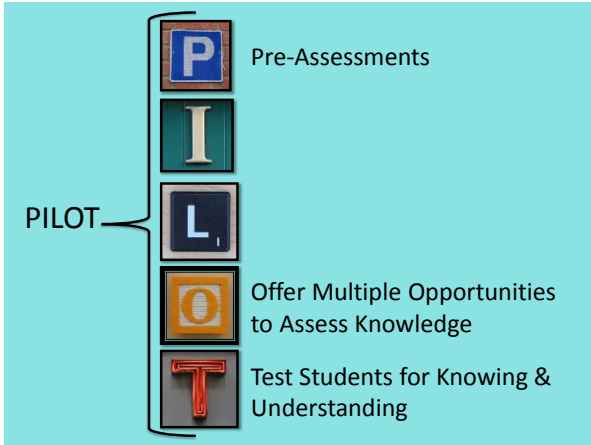 P
Pre-Assessments
I
PILOT
L
O
Offer Multiple Opportunities
to Assess Knowledge
T
Test Students for Knowing &
Understanding